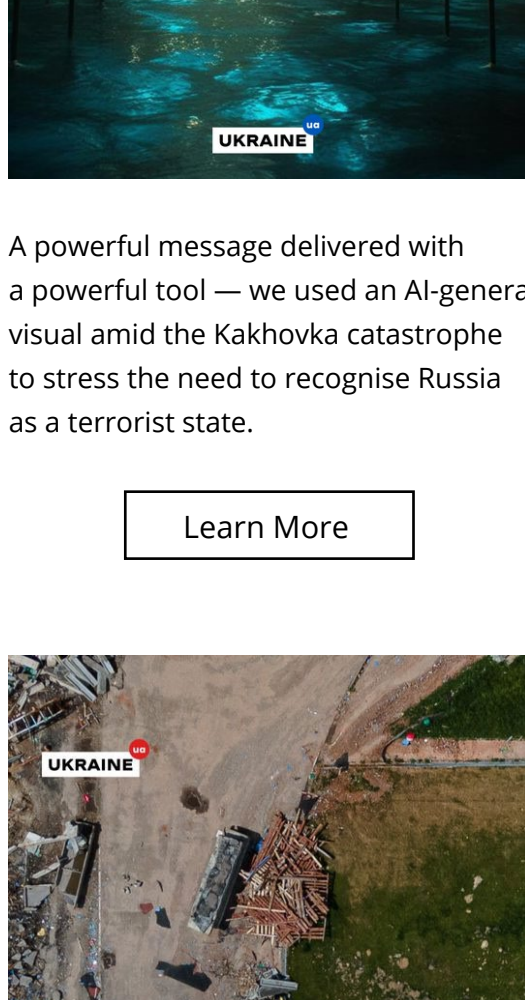 ua
UKRAINE
A powerful message delivered with
a powerful tool — we used an AI-genera
visual amid the Kakhovka catastrophe
to stress the need to recognise Russia
as a terrorist state.
Learn More
ua
UKRAINE